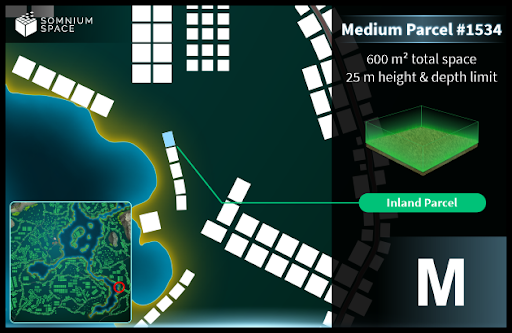 SOMNIUM
SPACE
Medium Parcel #1534
600 m² total space
25 m height & depth limit
Inland Parcel
M